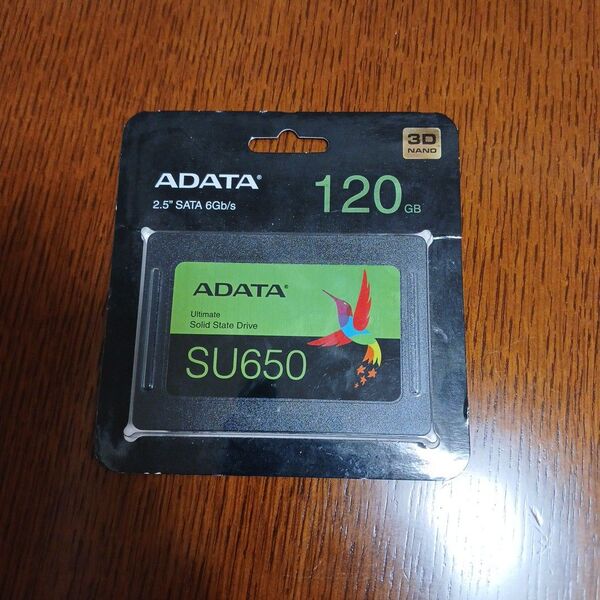 3D
NAND
ADATA®
120 GB
2.5" SATA 6Gb/s
ADATA®
Ultimate
Solid State Drive
SU650